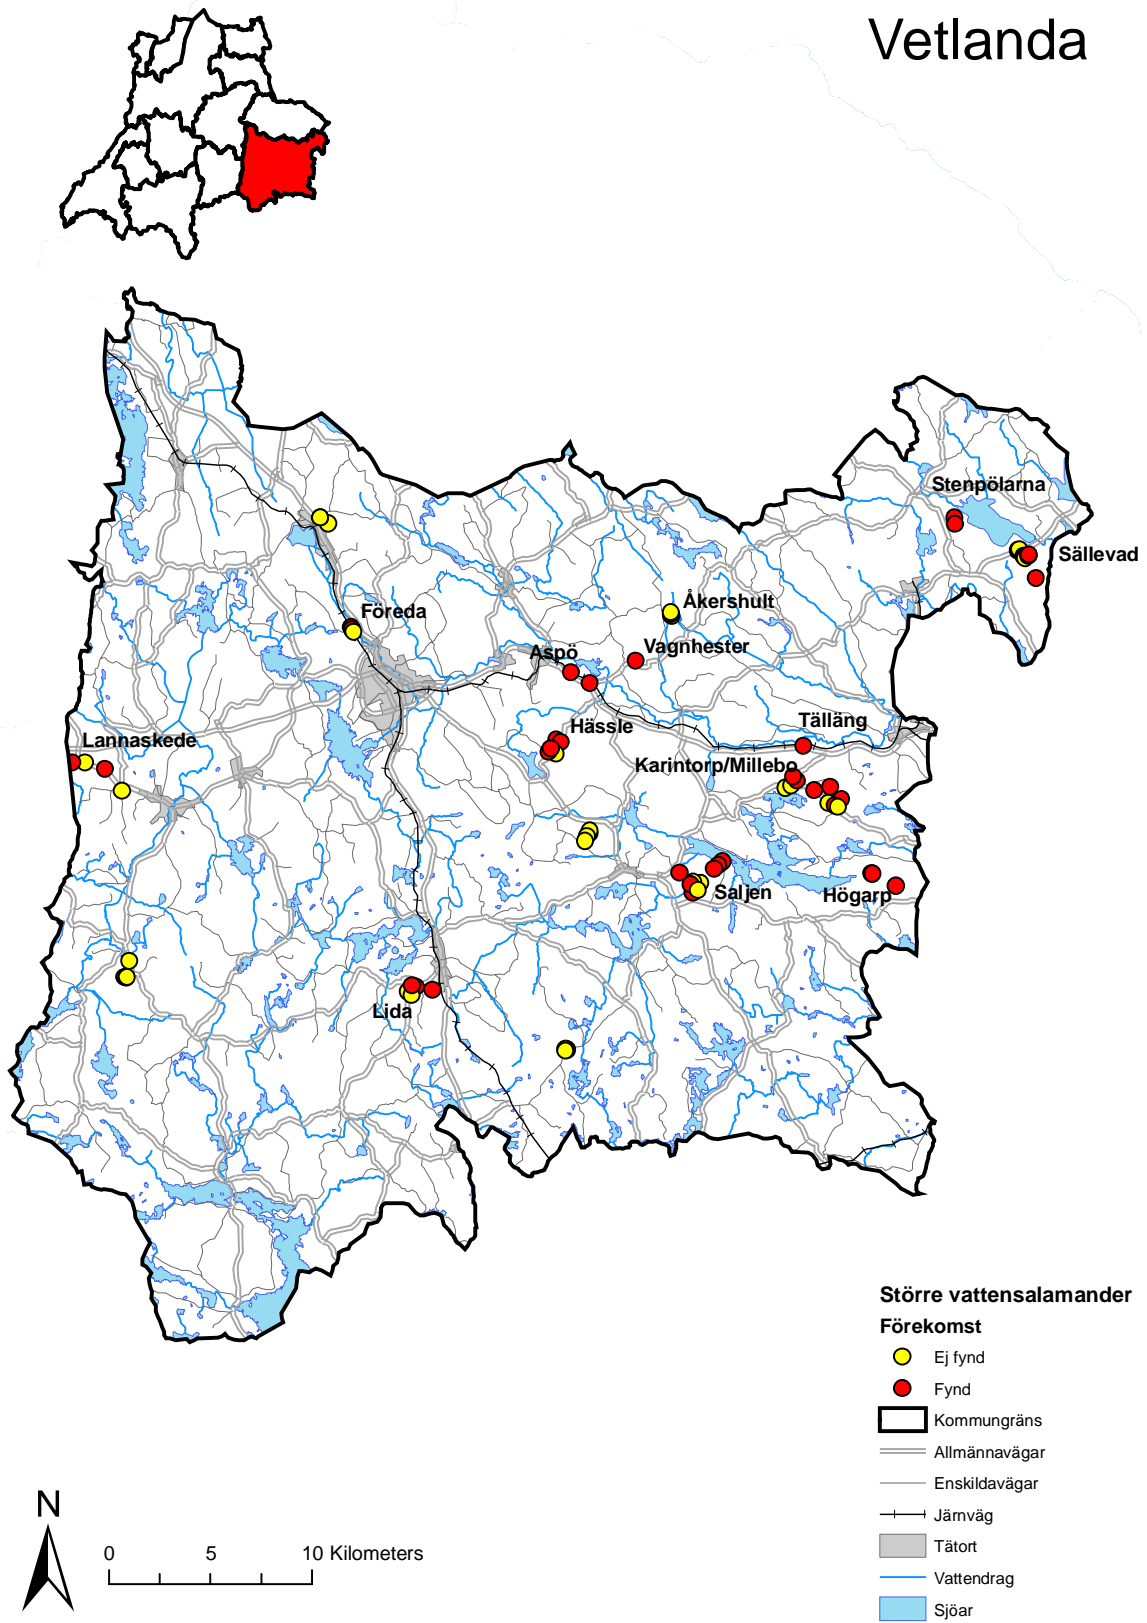 Vetlanda
Stenpölarna
Sällevad
Åkershult
Föreda
Vagnhester
Aspö
Hässle
Tälläng
Lannaskede
Karintorp/Millebo
Saljen
Högarp
Lida
Större vattensalamander
Förekomst
Ej fynd
Fynd
Kommungräns
Allmännavägar
Enskildavägar
Järnväg
Tätort
Vattendrag
Sjöar
N
0 5 10 Kilometers